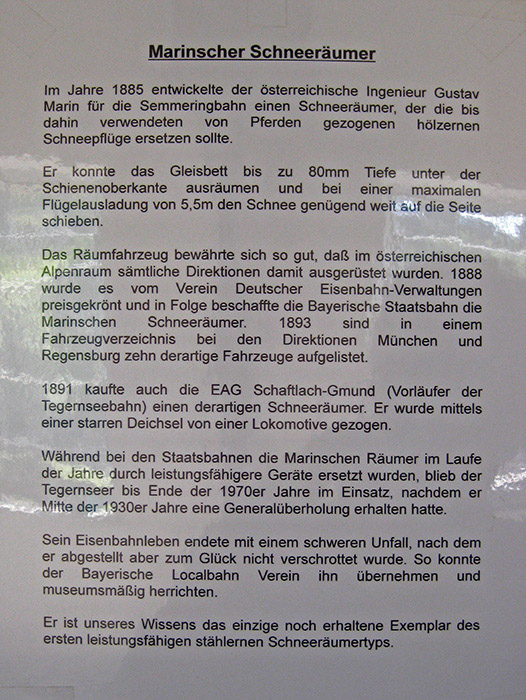 Marinscher Schneeräumer
Im Jahre 1885 entwickelte der österreichische Ingenieur Gustav
Marin für die Semmeringbahn einen Schneeräumer, der die bis
dahin verwendeten von Pferden gezogenen hölzernen
Schneepflüge ersetzen sollte.
Er konnte das Gleisbett bis zu 80mm Tiefe unter der
Schienenoberkante ausräumen und bei einer maximalen
Flügelausladung von 5,5m den Schnee genügend weit auf die Seite
schieben.
Das Räumfahrzeug bewährte sich so gut, daß im österreichischen
Alpenraum sämtliche Direktionen damit ausgerüstet wurden. 1888
wurde es vom Verein Deutscher Eisenbahn-Verwaltungen
preisgekrönt und in Folge beschaffte die Bayerische Staatsbahn die
Marinschen Schneeräumer. 1893 sind in einem
Fahrzeugverzeichnis bei den Direktionen München und
Regensburg zehn derartige Fahrzeuge aufgelistet.
1891 kaufte auch die EAG Schaftlach-Gmund (Vorläufer der
Tegernseebahn) einen derartigen Schneeräumer. Er wurde mittels
einer starren Deichsel von einer Lokomotive gezogen.
Während bei den Staatsbahnen die Marinschen Räumer im Laufe
der Jahre durch leistungsfähigere Geräte ersetzt wurden, blieb der
Tegernseer bis Ende der 1970er Jahre im Einsatz, nachdem er
Mitte der 1930er Jahre eine Generalüberholung erhalten hatte.
Sein Eisenbahnleben endete mit einem schweren Unfall, nach dem
er abgestellt aber zum Glück nicht verschrottet wurde. So konnte
der Bayerische Localbahn Verein ihn übernehmen und
museumsmäßig herrichten.
Er ist unseres Wissens das einzige noch erhaltene Exemplar des
ersten leistungsfähigen stählernen Schneeräumertyps.